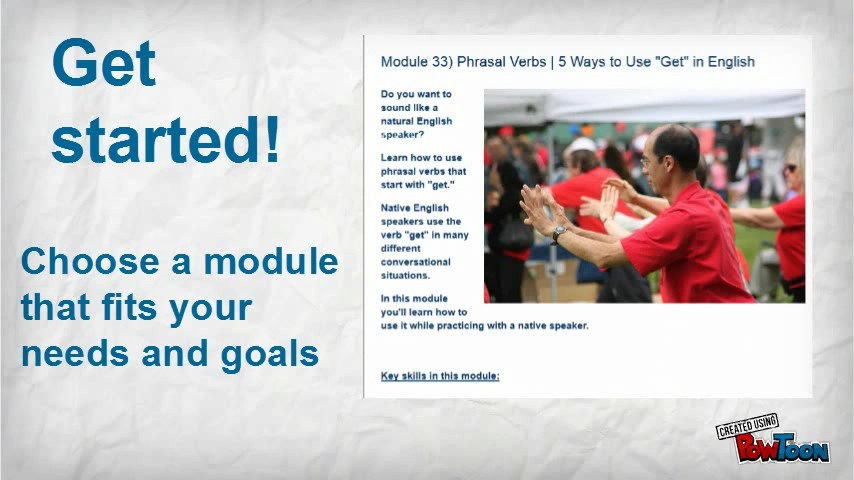 Get
started!
Choose a module
that fits your
needs and goals
Module 33) Phrasal Verbs | 5 Ways to Use "Get" in English
Do you want to
sound like a
natural English
speaker?
Learn how to use
phrasal verbs that
start with "get."
Native English
speakers use the
verb "get" in many
different
conversational
situations.
In this module
you'll learn how to
use it while practicing with a native speaker.
Key skills in this module:
CREATED USING
POWTOON